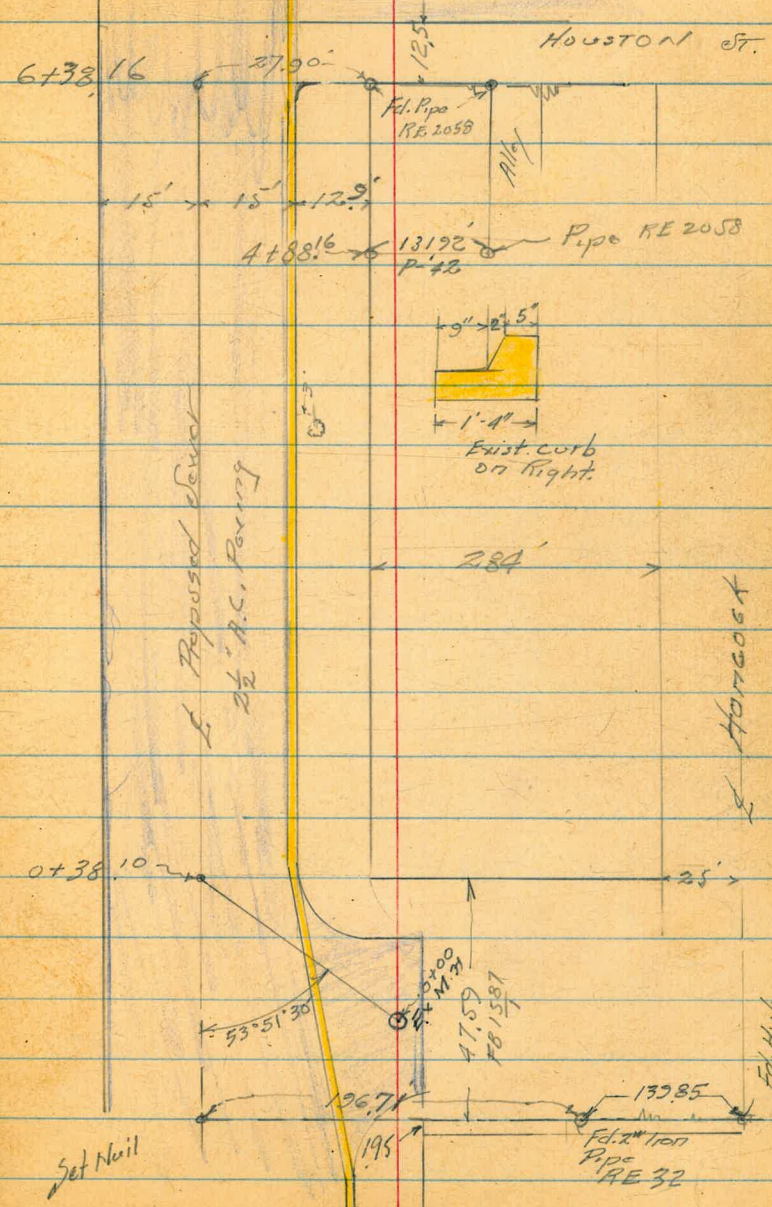 HOUSTON ST.
12.5
6+38.16
27.90'
Fd. Pipe
RE 2058
Alley
15'
15'
12.9'
4+88.16
131.92'
P-42
Pipe RE 2058
9" 2" 5"
1'-4"
Exist. curb
on Right.
284'
℄ Proposed Sewer
2½" A.C. Paving
℄ Hancock
0+38.10
25'
0+00
Ex M.H
47.59
FB 1587
53°51'30"
196.71'
139.85
195
Fd. 2" Iron
Pipe
RE 32
Set Nail